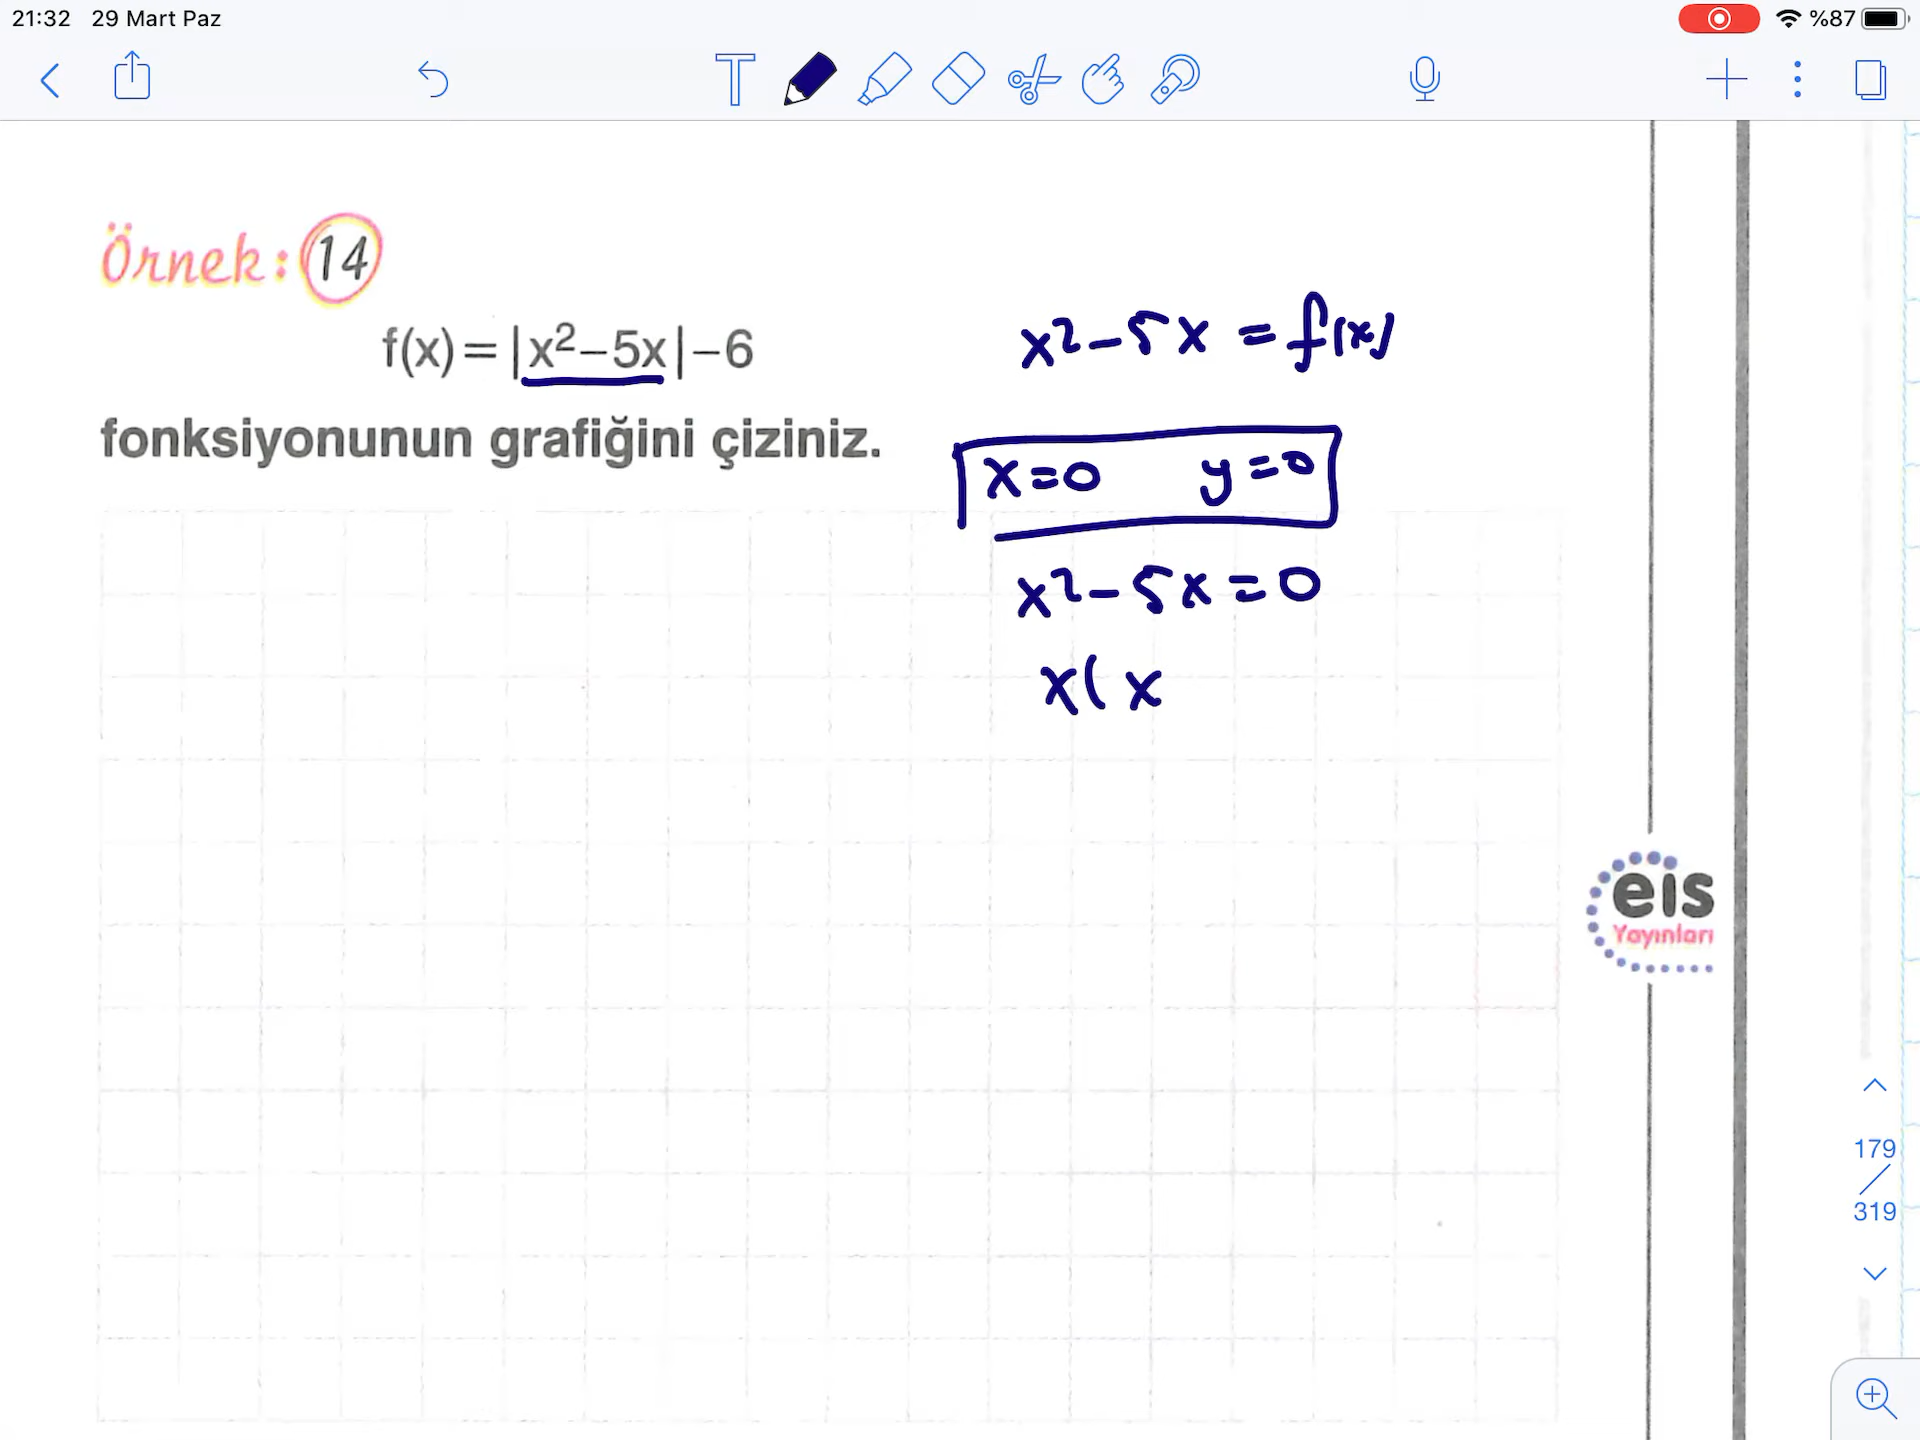 21:32 29 Mart Paz
%87
Örnek: 14
f(x)=|x²–5x|–6
fonksiyonunun grafiğini çiziniz.
x²–5x = f(x)
x=0 y=0
x²–5x=0
x(x
eis
Yayınları
179
319